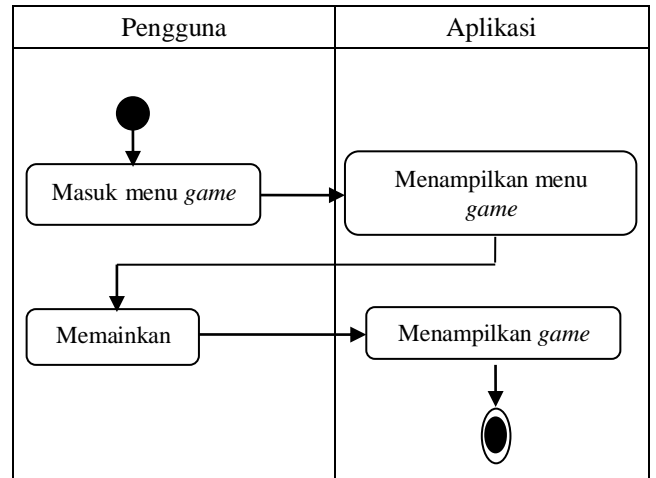 Pengguna
Aplikasi
Masuk menu game
Menampilkan menu
game
Memainkan
Menampilkan game